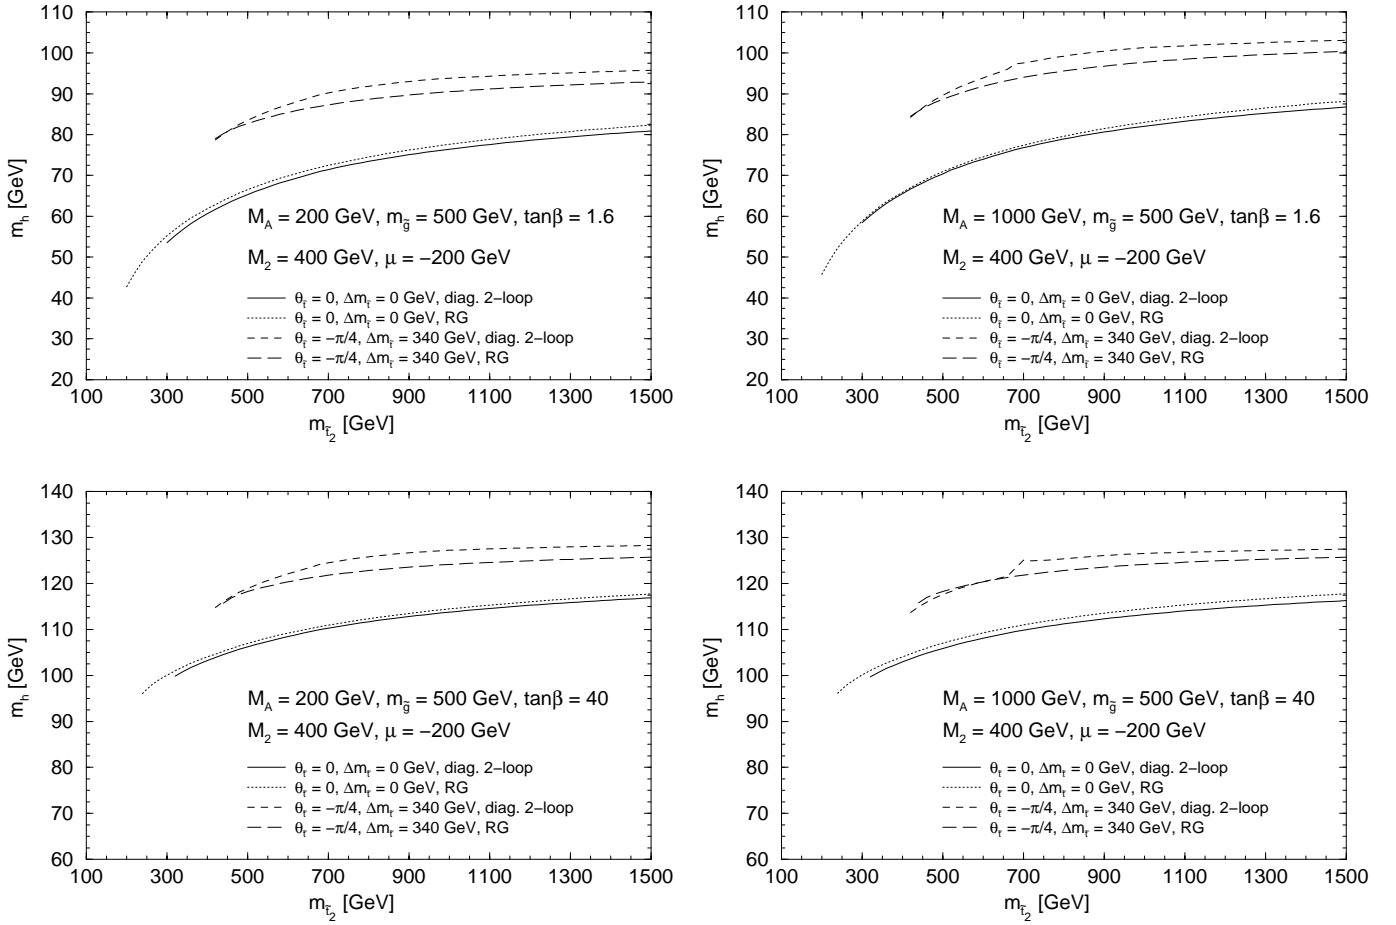 110
100
90
80
70
60
50
40
30
20
m_h [GeV]
M_A = 200 GeV, m_g̃ = 500 GeV, tanβ = 1.6
M_2 = 400 GeV, μ = −200 GeV
θ_t̃ = 0, Δm_t̃ = 0 GeV, diag. 2−loop
θ_t̃ = 0, Δm_t̃ = 0 GeV, RG
θ_t̃ = −π/4, Δm_t̃ = 340 GeV, diag. 2−loop
θ_t̃ = −π/4, Δm_t̃ = 340 GeV, RG
100 300 500 700 900 1100 1300 1500
m_t̃_2 [GeV]
110
100
90
80
70
60
50
40
30
20
m_h [GeV]
M_A = 1000 GeV, m_g̃ = 500 GeV, tanβ = 1.6
M_2 = 400 GeV, μ = −200 GeV
θ_t̃ = 0, Δm_t̃ = 0 GeV, diag. 2−loop
θ_t̃ = 0, Δm_t̃ = 0 GeV, RG
θ_t̃ = −π/4, Δm_t̃ = 340 GeV, diag. 2−loop
θ_t̃ = −π/4, Δm_t̃ = 340 GeV, RG
100 300 500 700 900 1100 1300 1500
m_t̃_2 [GeV]
140
130
120
110
100
90
80
70
60
m_h [GeV]
M_A = 200 GeV, m_g̃ = 500 GeV, tanβ = 40
M_2 = 400 GeV, μ = −200 GeV
θ_t̃ = 0, Δm_t̃ = 0 GeV, diag. 2−loop
θ_t̃ = 0, Δm_t̃ = 0 GeV, RG
θ_t̃ = −π/4, Δm_t̃ = 340 GeV, diag. 2−loop
θ_t̃ = −π/4, Δm_t̃ = 340 GeV, RG
100 300 500 700 900 1100 1300 1500
m_t̃_2 [GeV]
140
130
120
110
100
90
80
70
60
m_h [GeV]
M_A = 1000 GeV, m_g̃ = 500 GeV, tanβ = 40
M_2 = 400 GeV, μ = −200 GeV
θ_t̃ = 0, Δm_t̃ = 0 GeV, diag. 2−loop
θ_t̃ = 0, Δm_t̃ = 0 GeV, RG
θ_t̃ = −π/4, Δm_t̃ = 340 GeV, diag. 2−loop
θ_t̃ = −π/4, Δm_t̃ = 340 GeV, RG
100 300 500 700 900 1100 1300 1500
m_t̃_2 [GeV]